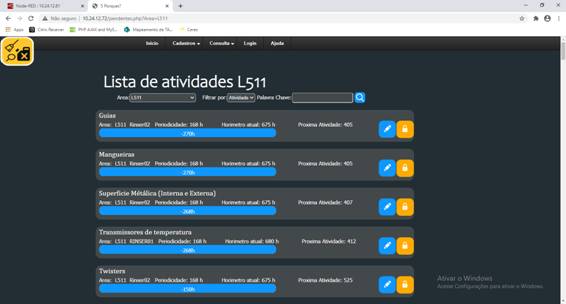 Node-RED : 10.24.12.81
5 Porques?
Não seguro | 10.24.12.72/pendentes.php?Area=L511
Apps
Citrix Receiver
PHP AJAX and MyS...
Mapeamento de TA...
Ceres
Início
Cadastros
Consulta
Login
Ajuda
Lista de atividades L511
Area: L511 Filtrar por: Atividade Palavra Chave:
Guias
Area: L511 Rinser02 Periodicidade: 168 h Horimetro atual: 675 h Proxima Atividade: 405
-270h
Mangueiras
Area: L511 Rinser02 Periodicidade: 168 h Horimetro atual: 675 h Proxima Atividade: 405
-270h
Superfície Métálica (Interna e Externa)
Area: L511 Rinser02 Periodicidade: 168 h Horimetro atual: 675 h Proxima Atividade: 407
-268h
Transmissores de temperatura
Area: L511 RINSER01 Periodicidade: 168 h Horimetro atual: 680 h Proxima Atividade: 412
-268h
Twisters
Area: L511 Rinser02 Periodicidade: 168 h Horimetro atual: 675 h Proxima Atividade: 525
-150h
Ativar o Windows
Acesse Configurações para ativar o Windows.